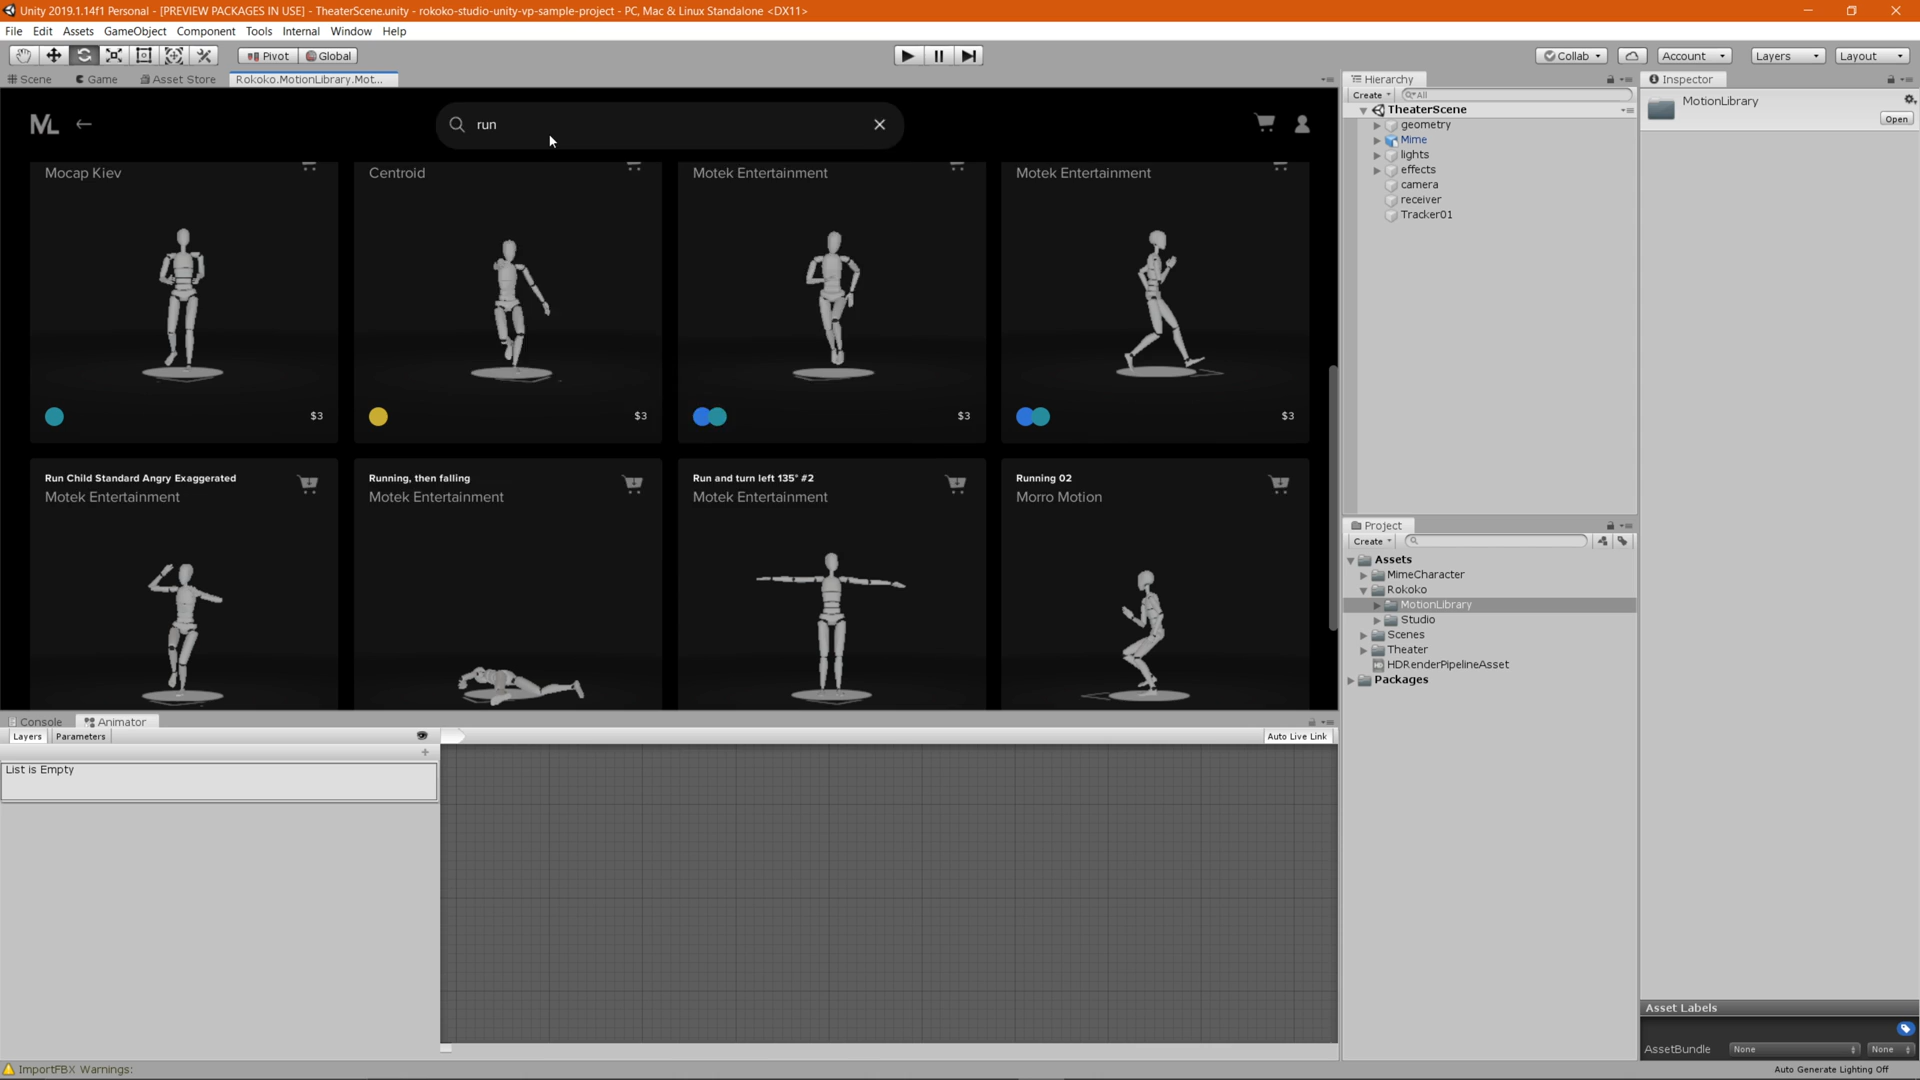 Unity 2019.1.14f1 Personal - [PREVIEW PACKAGES IN USE] - TheaterScene.unity - rokoko-studio-unity-vp-sample-project - PC, Mac & Linux Standalone <DX11>
File Edit Assets GameObject Component Tools Internal Window Help
Pivot Global Collab Account Layers Layout
Scene Game Asset Store Rokoko.MotionLibrary.Mot...
ML run
Mocap Kiev Centroid Motek Entertainment Motek Entertainment
$3 $3 $3 $3
Run Child Standard Angry Exaggerated
Motek Entertainment
Running, then falling
Motek Entertainment
Run and turn left 135° #2
Motek Entertainment
Running 02
Morro Motion
Console Animator
Layers Parameters Auto Live Link
List is Empty
Hierarchy
Create All
TheaterScene
geometry
Mime
lights
effects
camera
receiver
Tracker01
Project
Create
Assets
MimeCharacter
Rokoko
MotionLibrary
Studio
Scenes
Theater
HDRenderPipelineAsset
Packages
Inspector
MotionLibrary
Open
Asset Labels
AssetBundle None None
ImportFBX Warnings: Auto Generate Lighting Off